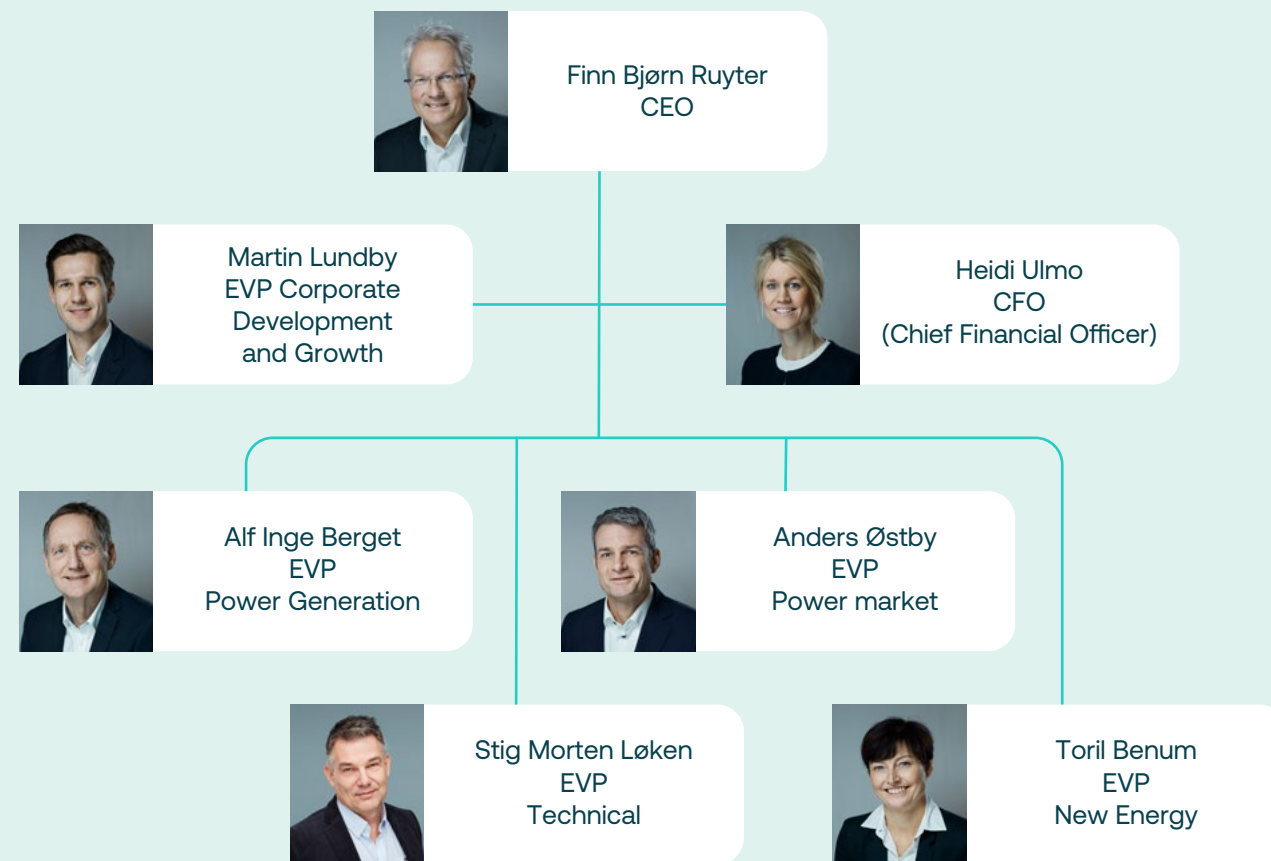 Finn Bjørn Ruyter
CEO
Martin Lundby
EVP Corporate
Development
and Growth
Heidi Ulmo
CFO
(Chief Financial Officer)
Alf Inge Berget
EVP
Power Generation
Anders Østby
EVP
Power market
Stig Morten Løken
EVP
Technical
Toril Benum
EVP
New Energy